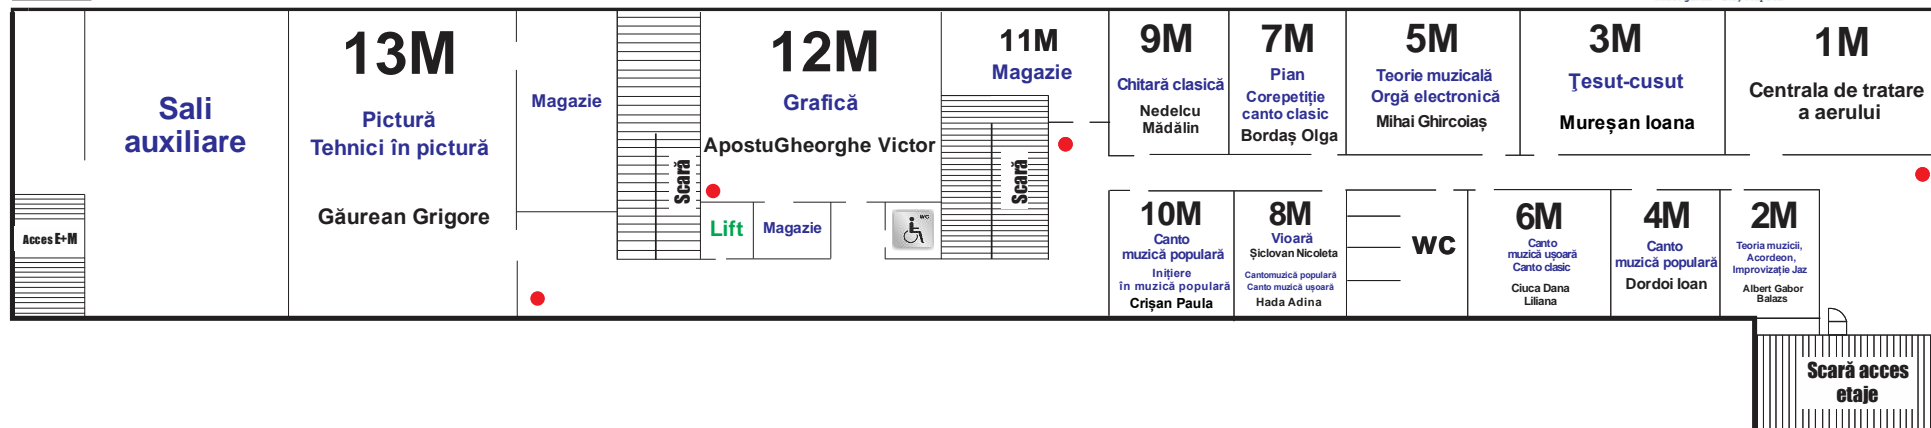 Sali
auxiliare
Acces E+M
13M
Pictură
Tehnici în pictură
Găurean Grigore
Magazie
Scară
12M
Grafică
ApostuGheorghe Victor
Lift
Magazie
WC
11M
Magazie
Scară
9M
Chitară clasică
Nedelcu
Mădălin
7M
Pian
Corepetiție
canto clasic
Bordaș Olga
5M
Teorie muzicală
Orgă electronică
Mihai Ghircoiaș
3M
Ţesut-cusut
Mureșan Ioana
1M
Centrala de tratare
a aerului
10M
Canto
muzică populară
Inițiere
în muzică populară
Crișan Paula
8M
Vioară
Șiclovan Nicoleta
Cantomuzică populară
Canto muzică ușoară
Hada Adina
WC
6M
Canto
muzică ușoară
Canto clasic
Ciuca Dana
Liliana
4M
Canto
muzică populară
Dordoi Ioan
2M
Teoria muzicii,
Acordeon,
Improvizație Jaz
Albert Gabor
Balazs
Scară acces
etaje